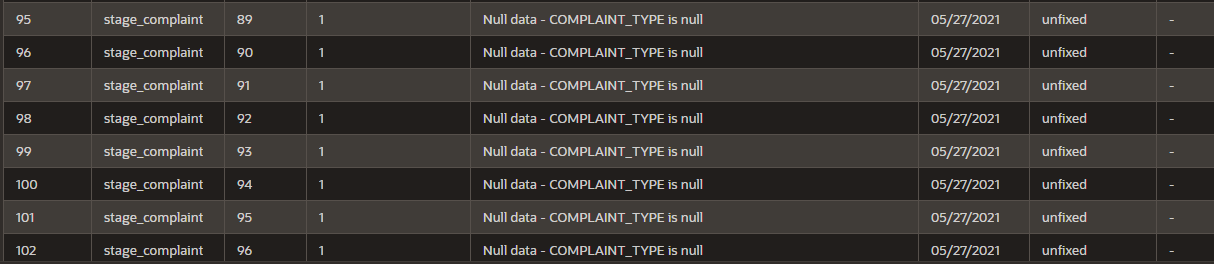 95 stage_complaint 89 1 Null data - COMPLAINT_TYPE is null 05/27/2021 unfixed -
96 stage_complaint 90 1 Null data - COMPLAINT_TYPE is null 05/27/2021 unfixed -
97 stage_complaint 91 1 Null data - COMPLAINT_TYPE is null 05/27/2021 unfixed -
98 stage_complaint 92 1 Null data - COMPLAINT_TYPE is null 05/27/2021 unfixed -
99 stage_complaint 93 1 Null data - COMPLAINT_TYPE is null 05/27/2021 unfixed -
100 stage_complaint 94 1 Null data - COMPLAINT_TYPE is null 05/27/2021 unfixed -
101 stage_complaint 95 1 Null data - COMPLAINT_TYPE is null 05/27/2021 unfixed -
102 stage_complaint 96 1 Null data - COMPLAINT_TYPE is null 05/27/2021 unfixed -